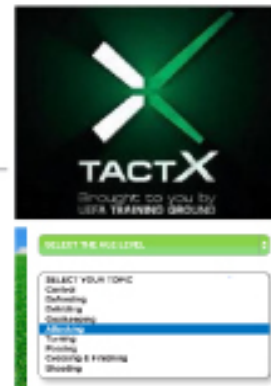 TACTX
Brought to you by
UEFA TRAINING GROUND
SELECT THE AGE LEVEL
SELECT YOUR TOPIC
Control
Defending
Dribbling
Goalkeeping
Attacking
Turning
Passing
Crossing & Finishing
Shooting